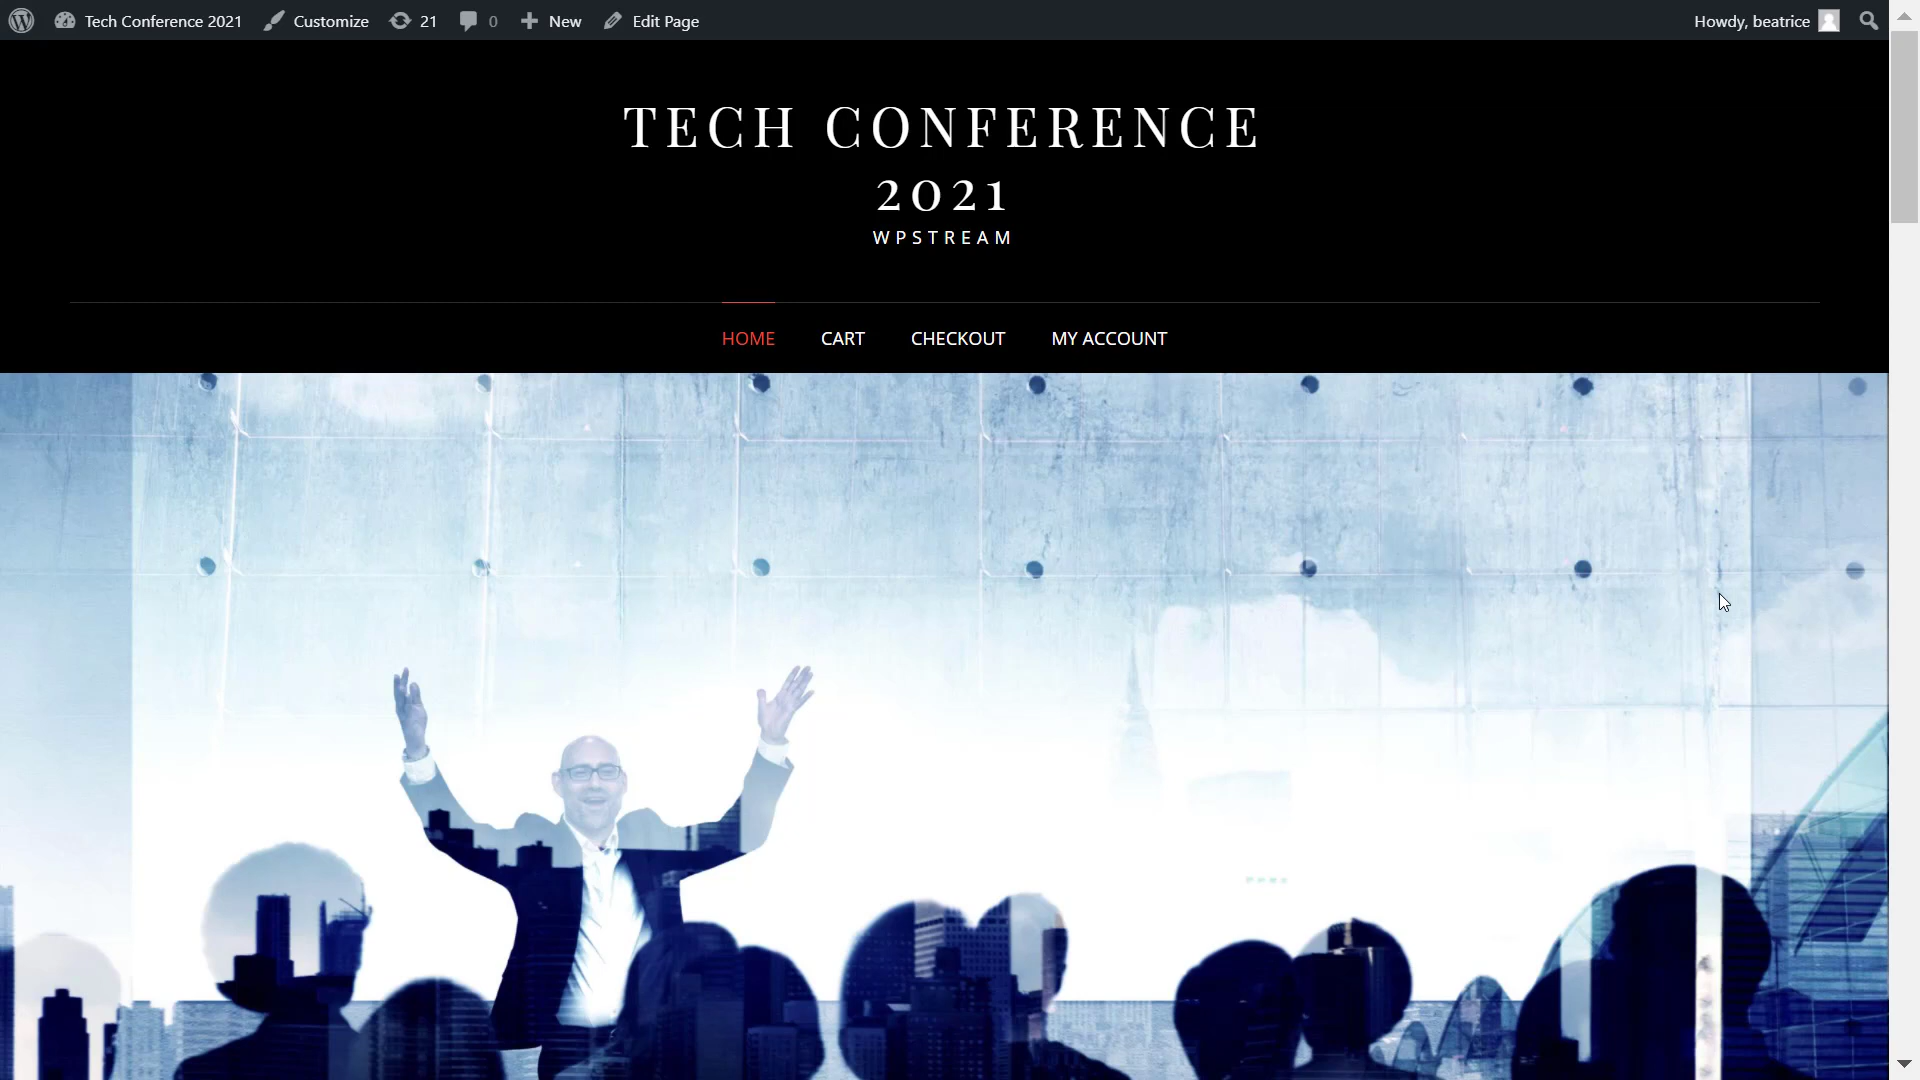 Tech Conference 2021 Customize 21 0 New Edit Page Howdy, beatrice
TECH CONFERENCE
2021
WPSTREAM
HOME CART CHECKOUT MY ACCOUNT